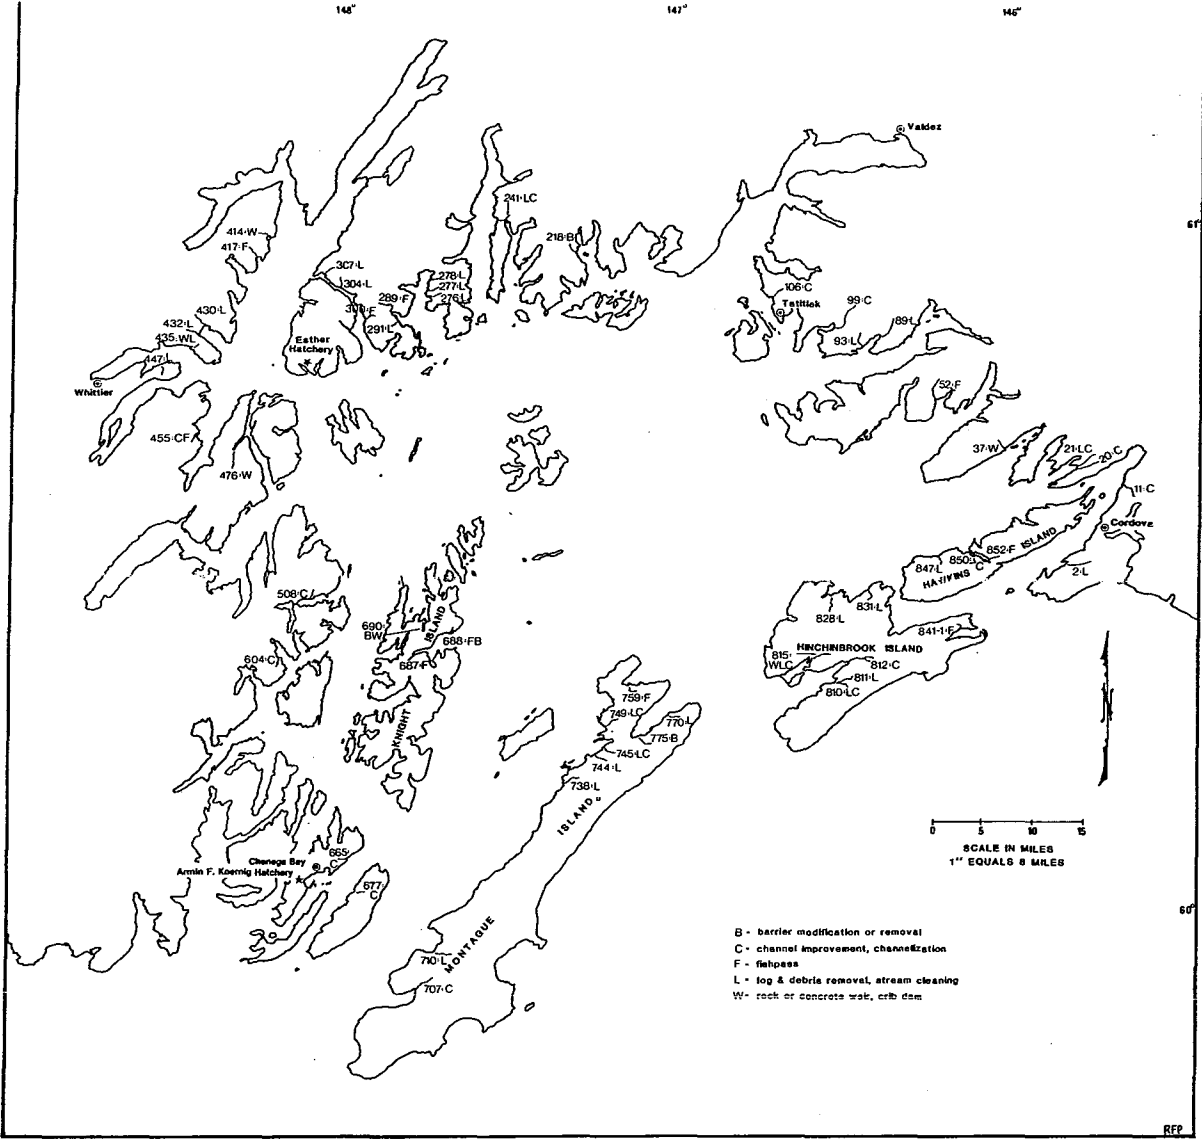 148°
147°
146°
Valdez
241·LC
414·W
218·B
61°
417·F
307·L
278·L
304·L
277·L
106·C
289·F
276·L
99·C
Tatitlek
430·L
89·L
432·L
291·L
435·WL
Esther
Hatchery
93·L
447·L
Whittier
52·F
455·CF
37·W
21·LC
20·C
476·W
11·C
Cordova
852·F
ISLAND
850·C
847·L
2·L
508·C
831·L
828·L
690·
BW
ISLAND
841-1·F
688·FB
HINCHINBROOK ISLAND
815·
WLC
604·C
687·F
812·C
811·L
810·LC
759·F
749·LC
770·L
KNIGHT
775·B
745·LC
744·L
738·L
ISLAND
0 5 10 15
SCALE IN MILES
1" EQUALS 8 MILES
665·
C
Chenega Bay
Armin F. Koernig Hatchery
677·
C
60°
MONTAGUE
B - barrier modification or removal
C - channel improvement, channelization
F - fishpass
L - log & debris removal, stream cleaning
W - rock or concrete weir, crib dam
710·L
707·C
RFP